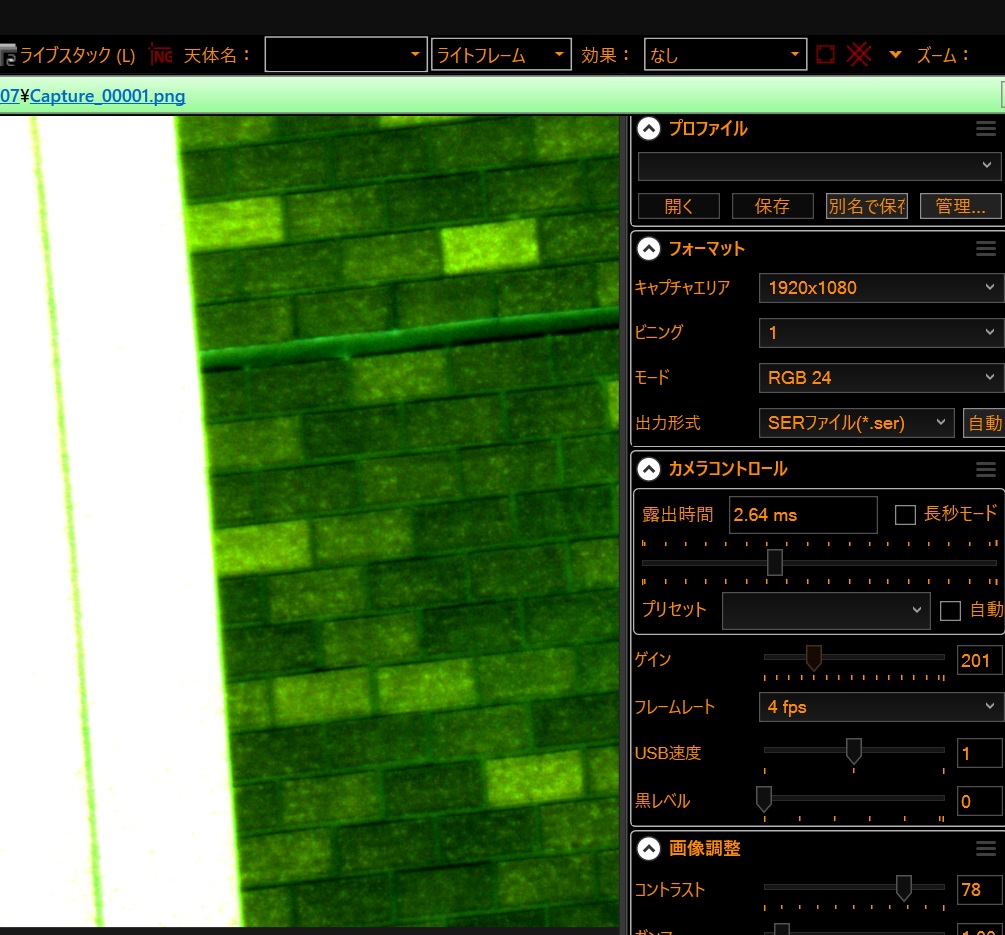 ライブスタック (L) NG 天体名： ライトフレーム 効果： なし ズーム：
07¥Capture_00001.png
プロファイル
開く 保存 別名で保存 管理...
フォーマット
キャプチャエリア 1920x1080
ビニング 1
モード RGB 24
出力形式 SERファイル(*.ser) 自動
カメラコントロール
露出時間 2.64 ms 長秒モード
プリセット 自動
ゲイン 201
フレームレート 4 fps
USB速度 1
黒レベル 0
画像調整
コントラスト 78